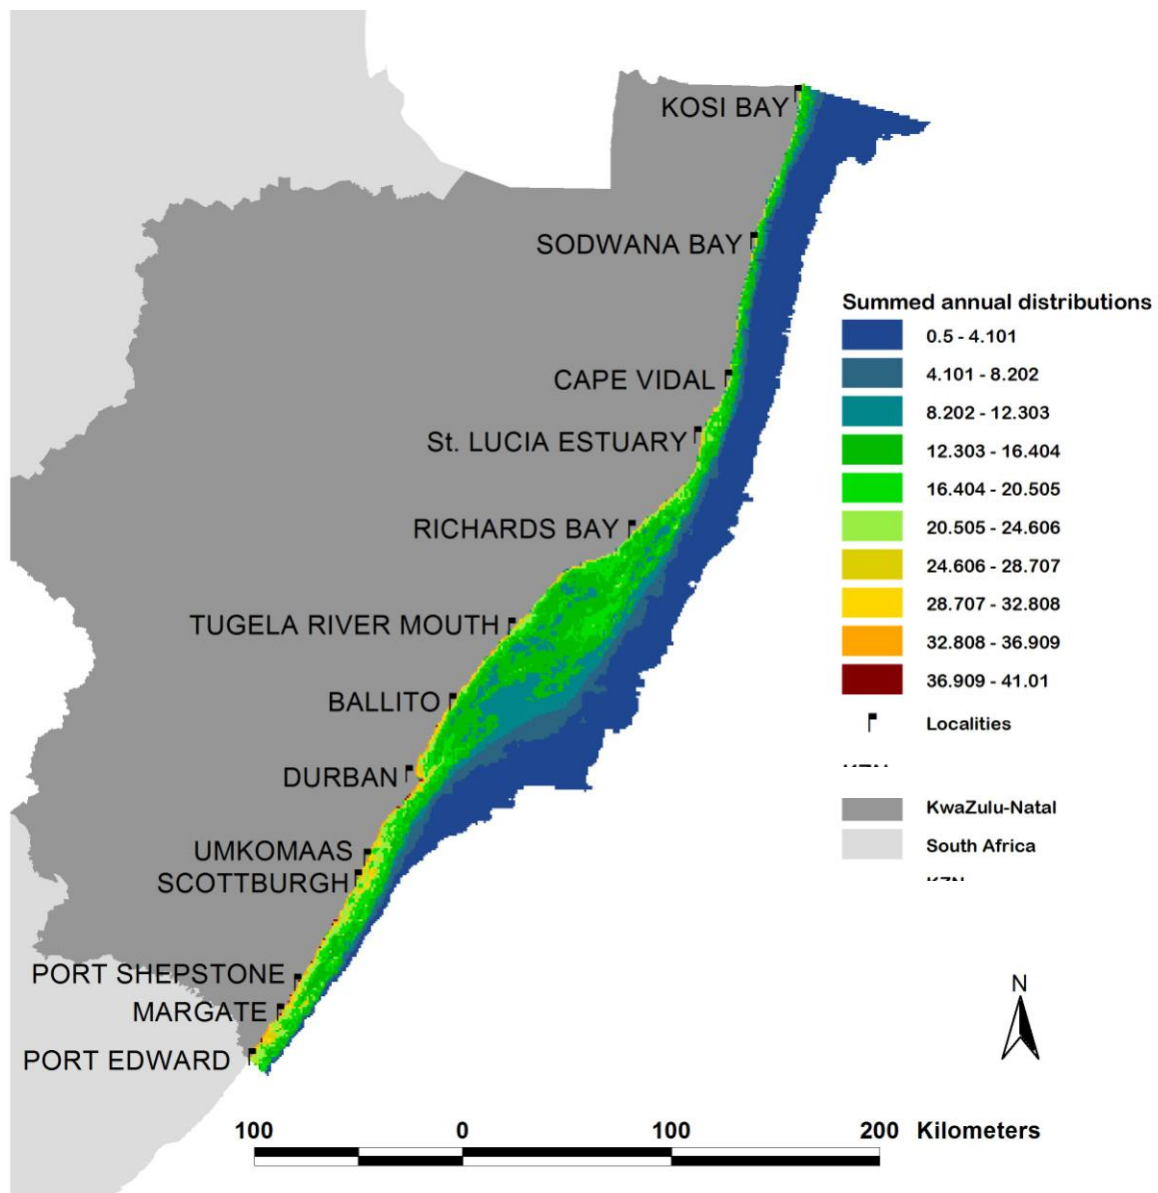 KOSI BAY
SODWANA BAY
CAPE VIDAL
St. LUCIA ESTUARY
RICHARDS BAY
TUGELA RIVER MOUTH
BALLITO
DURBAN
UMKOMAAS
SCOTTBURGH
PORT SHEPSTONE
MARGATE
PORT EDWARD
Summed annual distributions
0.5 - 4.101
4.101 - 8.202
8.202 - 12.303
12.303 - 16.404
16.404 - 20.505
20.505 - 24.606
24.606 - 28.707
28.707 - 32.808
32.808 - 36.909
36.909 - 41.01
Localities
KwaZulu-Natal
South Africa
N
100 0 100 200 Kilometers